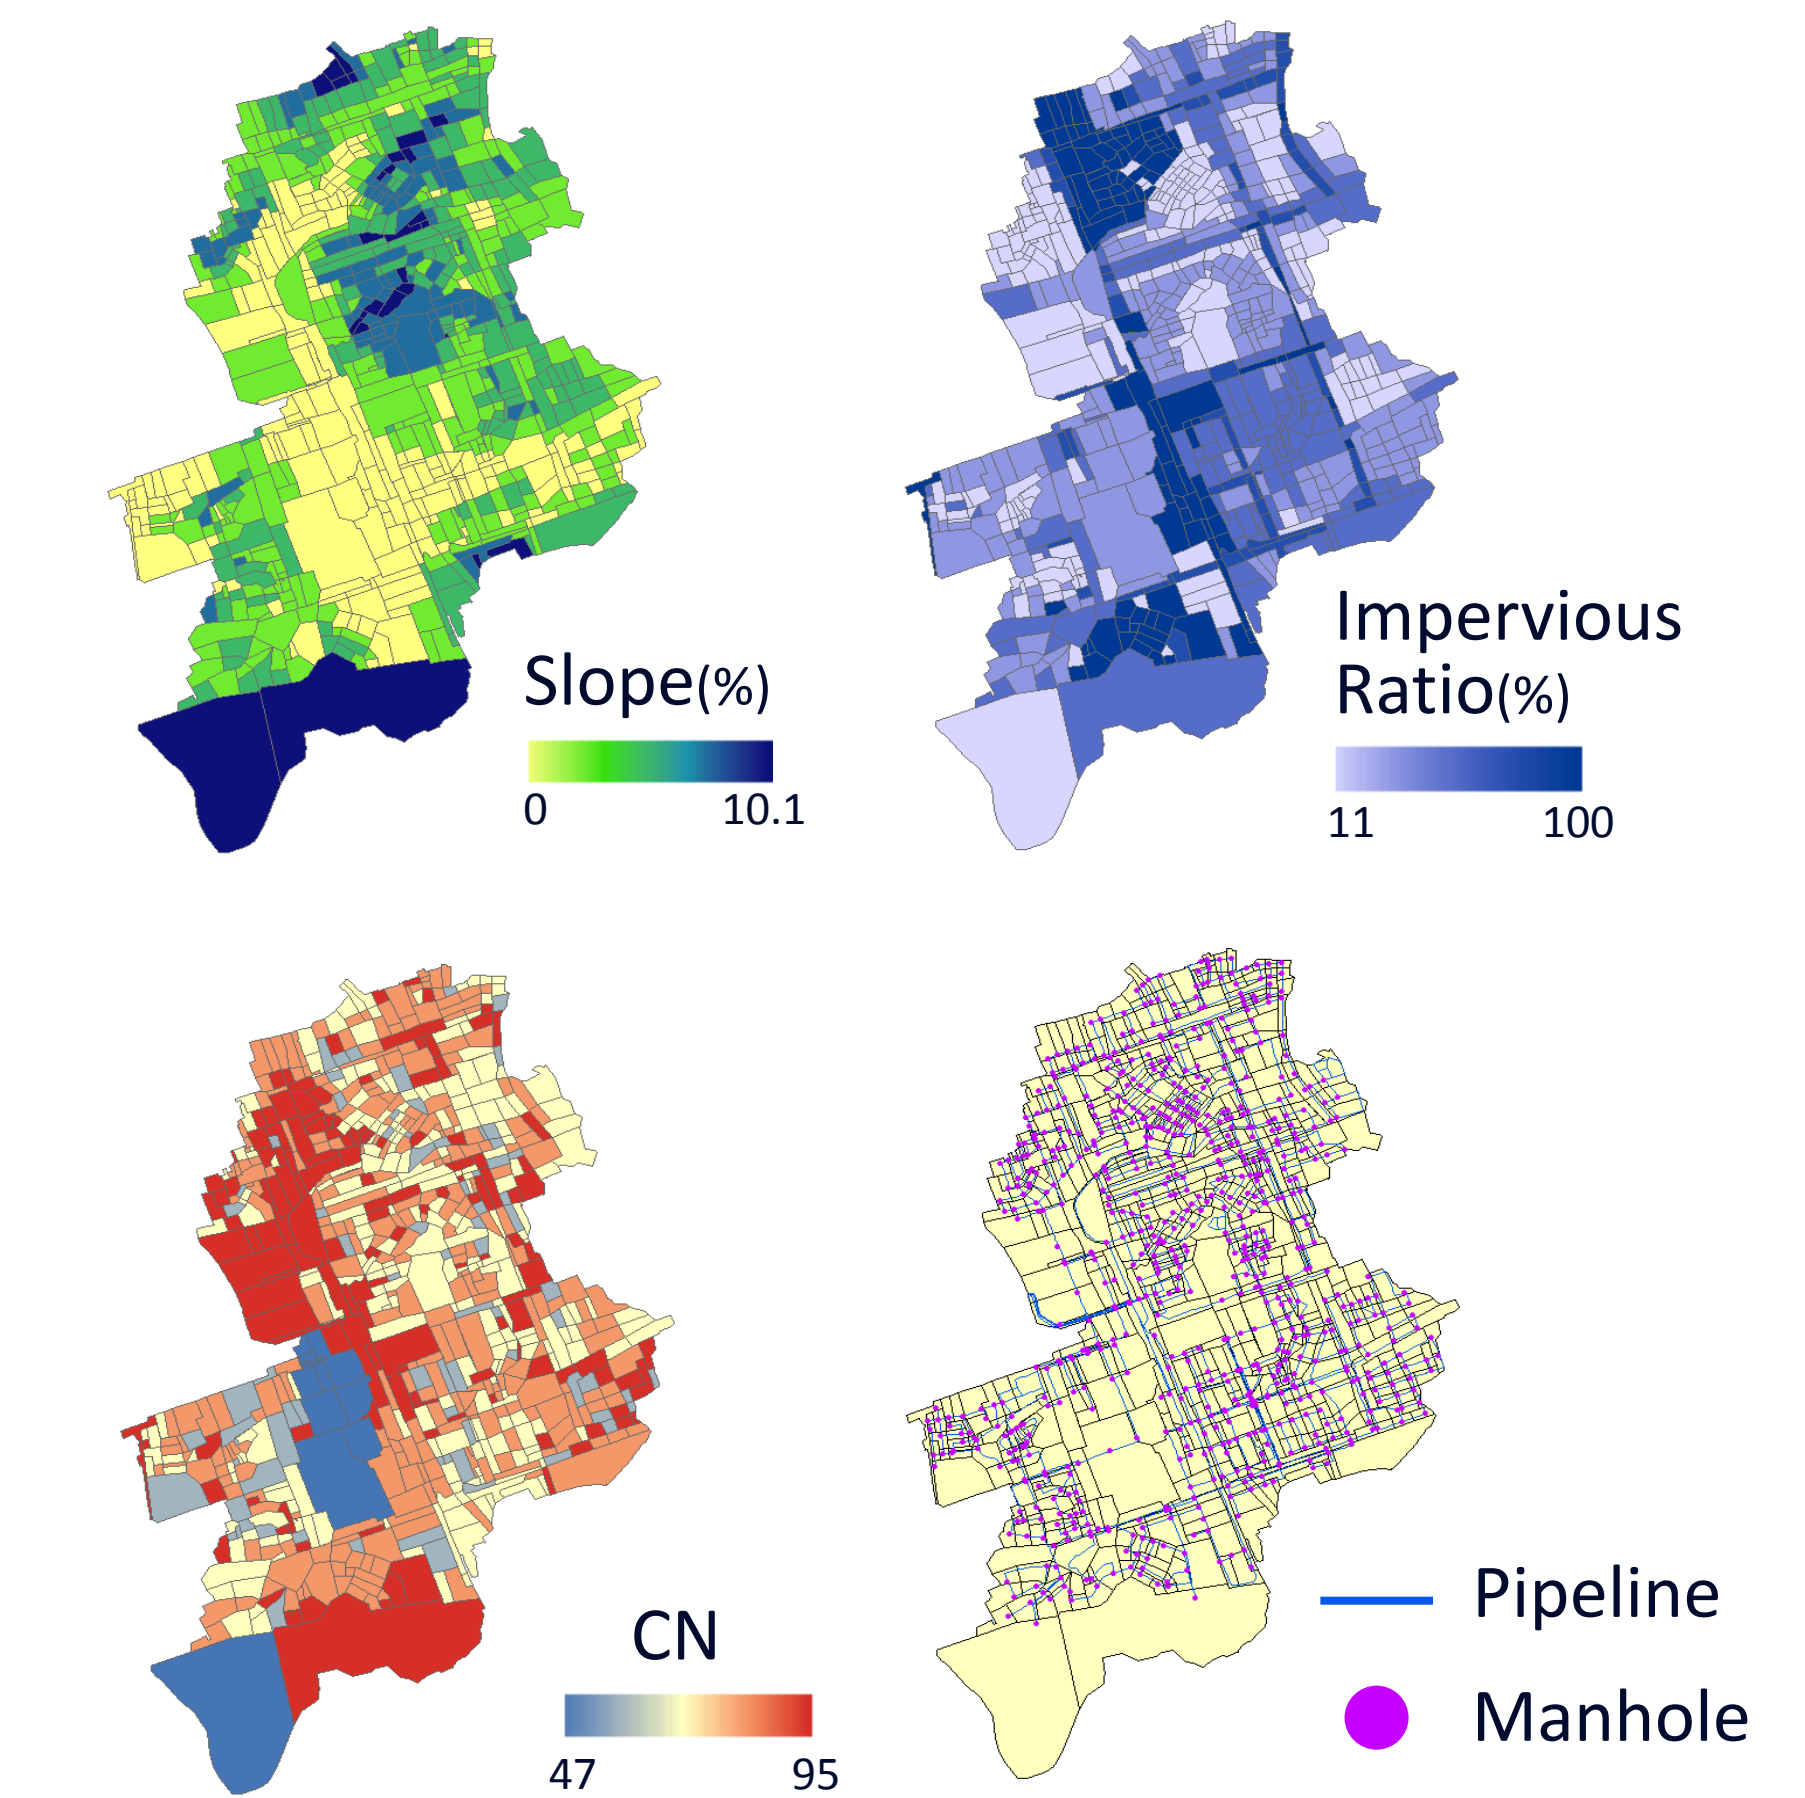 Slope(%)
0 10.1
Impervious
Ratio(%)
11 100
CN
47 95
Pipeline
Manhole